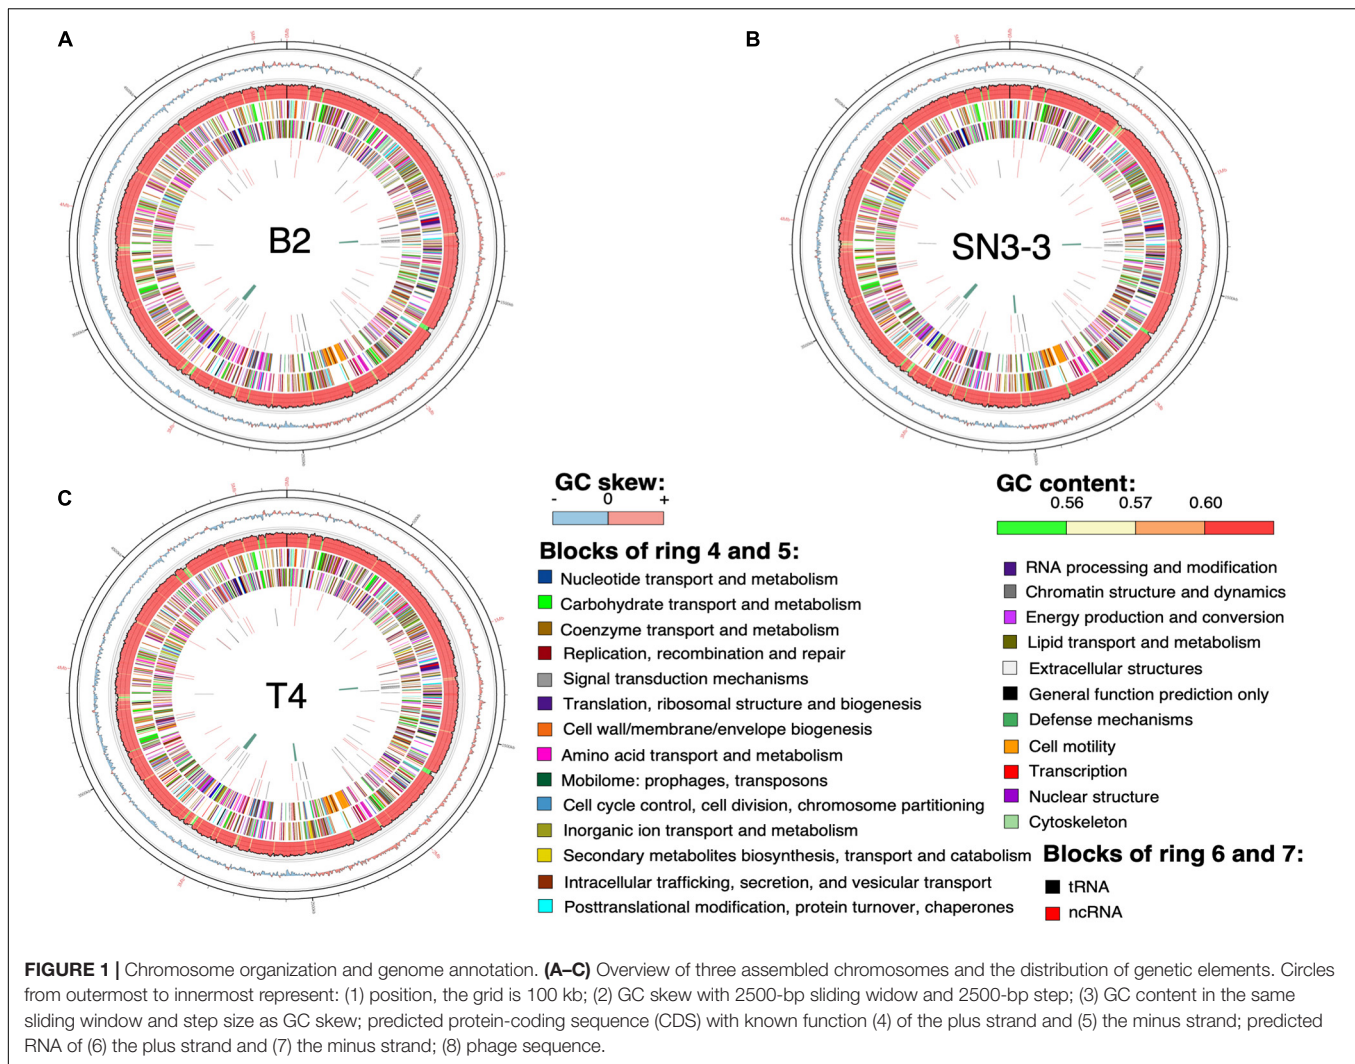 A
B
B2
SN3-3
C
T4
GC skew:
- 0 +
GC content:
0.56 0.57 0.60
Blocks of ring 4 and 5:
Nucleotide transport and metabolism
Carbohydrate transport and metabolism
Coenzyme transport and metabolism
Replication, recombination and repair
Signal transduction mechanisms
Translation, ribosomal structure and biogenesis
Cell wall/membrane/envelope biogenesis
Amino acid transport and metabolism
Mobilome: prophages, transposons
Cell cycle control, cell division, chromosome partitioning
Inorganic ion transport and metabolism
Secondary metabolites biosynthesis, transport and catabolism
Intracellular trafficking, secretion, and vesicular transport
Posttranslational modification, protein turnover, chaperones
RNA processing and modification
Chromatin structure and dynamics
Energy production and conversion
Lipid transport and metabolism
Extracellular structures
General function prediction only
Defense mechanisms
Cell motility
Transcription
Nuclear structure
Cytoskeleton
Blocks of ring 6 and 7:
tRNA
ncRNA
FIGURE 1 | Chromosome organization and genome annotation. (A–C) Overview of three assembled chromosomes and the distribution of genetic elements. Circles
from outermost to innermost represent: (1) position, the grid is 100 kb; (2) GC skew with 2500-bp sliding widow and 2500-bp step; (3) GC content in the same
sliding window and step size as GC skew; predicted protein-coding sequence (CDS) with known function (4) of the plus strand and (5) the minus strand; predicted
RNA of (6) the plus strand and (7) the minus strand; (8) phage sequence.